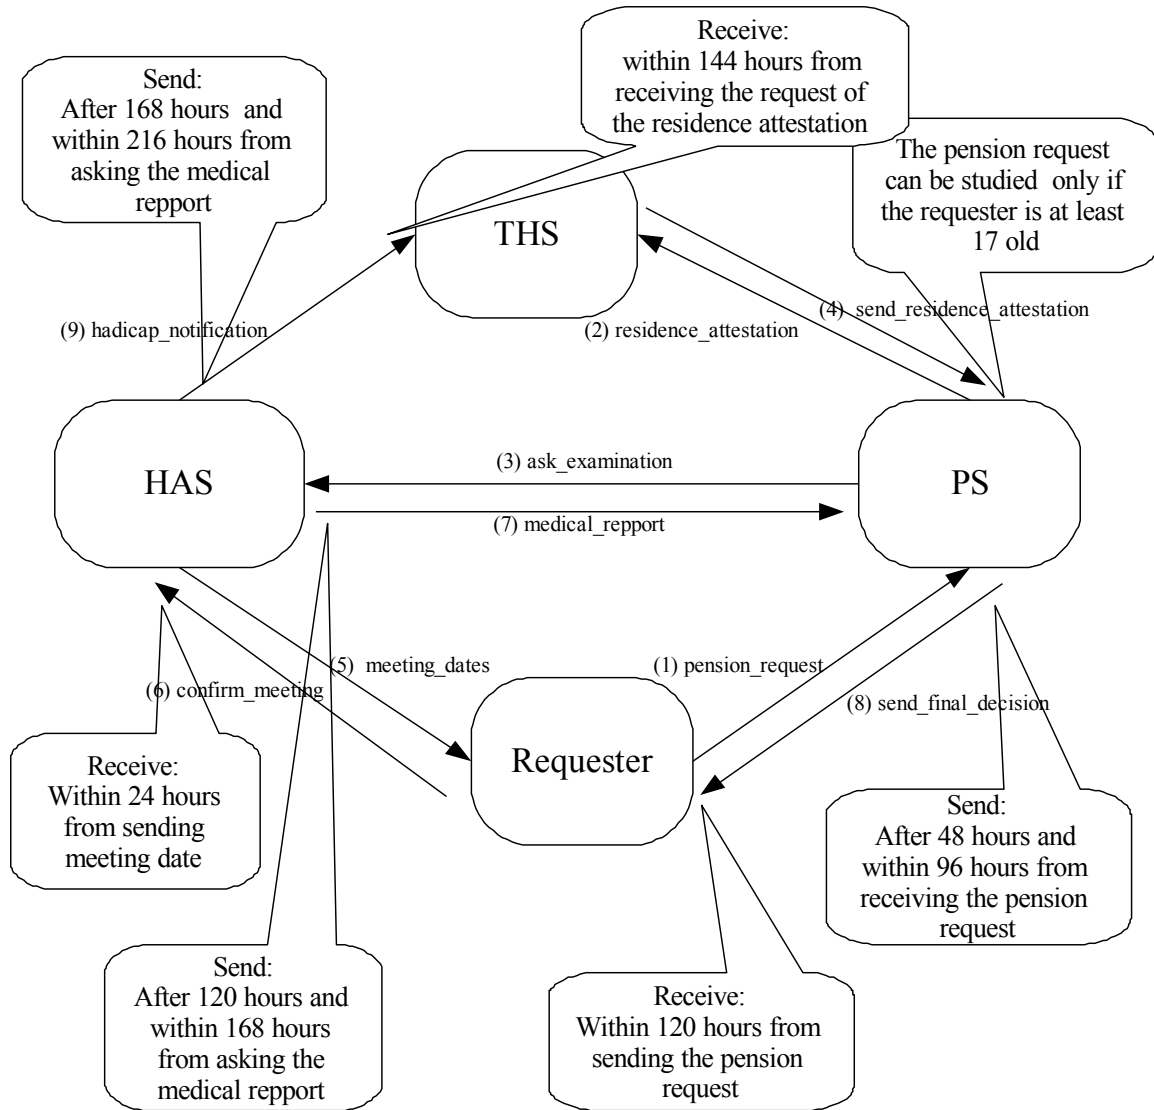 Receive:
within 144 hours from
receiving the request of
the residence attestation
Send:
After 168 hours and
within 216 hours from
asking the medical
repport
The pension request
can be studied only if
the requester is at least
17 old
THS
(9) hadicap_notification
(2) residence_attestation
(4) send_residence_attestation
HAS
(3) ask_examination
(7) medical_repport
PS
(5) meeting_dates
(6) confirm_meeting
(1) pension_request
(8) send_final_decision
Requester
Receive:
Within 24 hours
from sending
meeting date
Send:
After 48 hours and
within 96 hours from
receiving the pension
request
Send:
After 120 hours and
within 168 hours
from asking the
medical repport
Receive:
Within 120 hours from
sending the pension
request